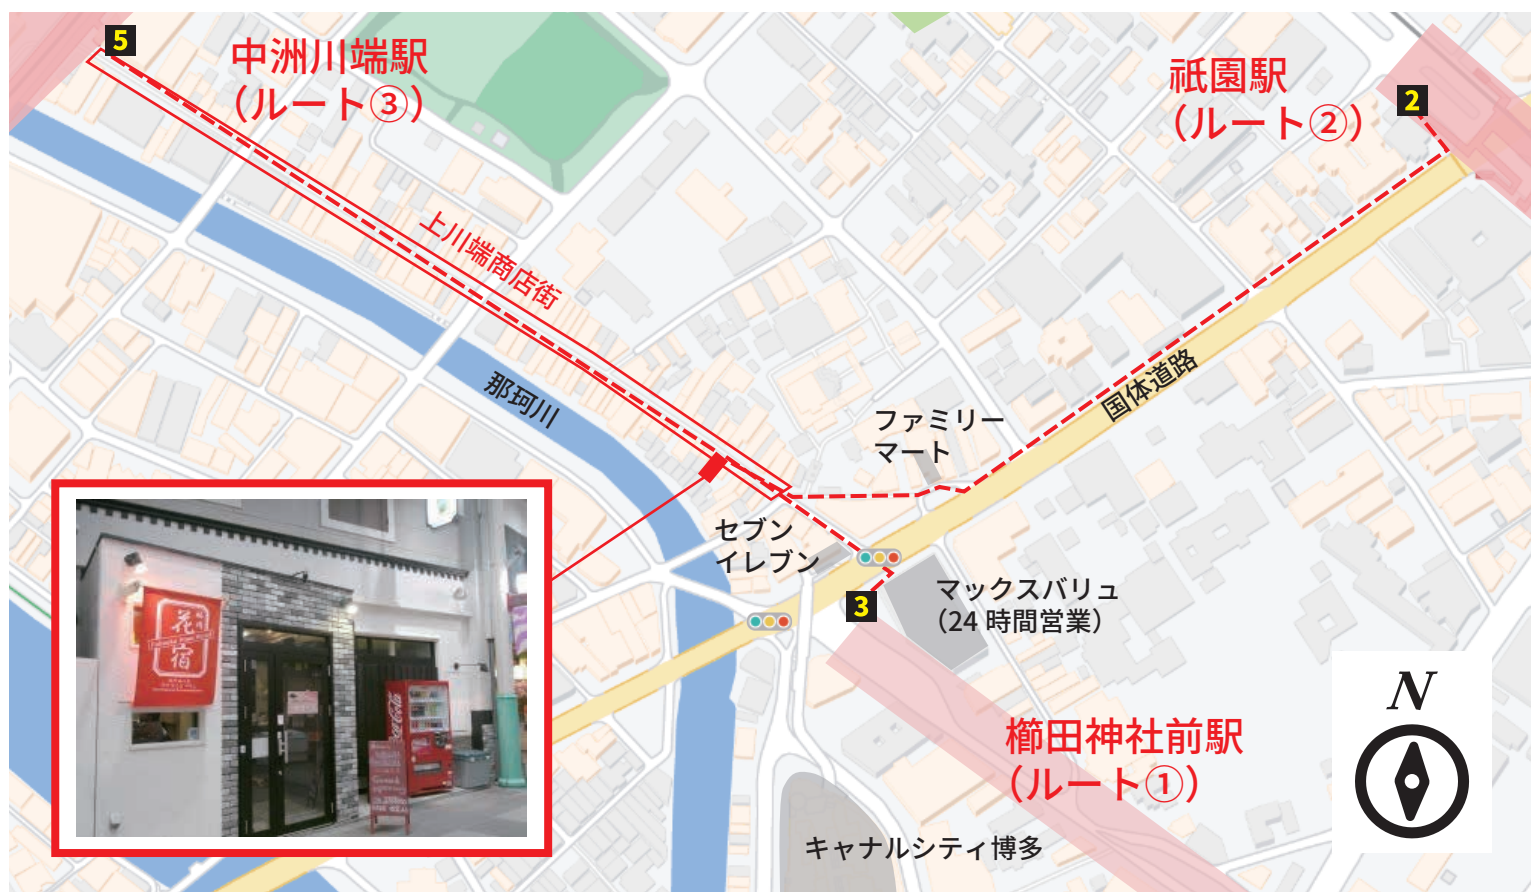 5
中洲川端駅
（ルート③）
祇園駅
（ルート②）
2
上川端商店街
那珂川
国体道路
ファミリー
マート
セブン
イレブン
マックスバリュ
（24 時間営業）
3
櫛田神社前駅
（ルート①）
キャナルシティ博多
N
花
宿
Coca-Cola